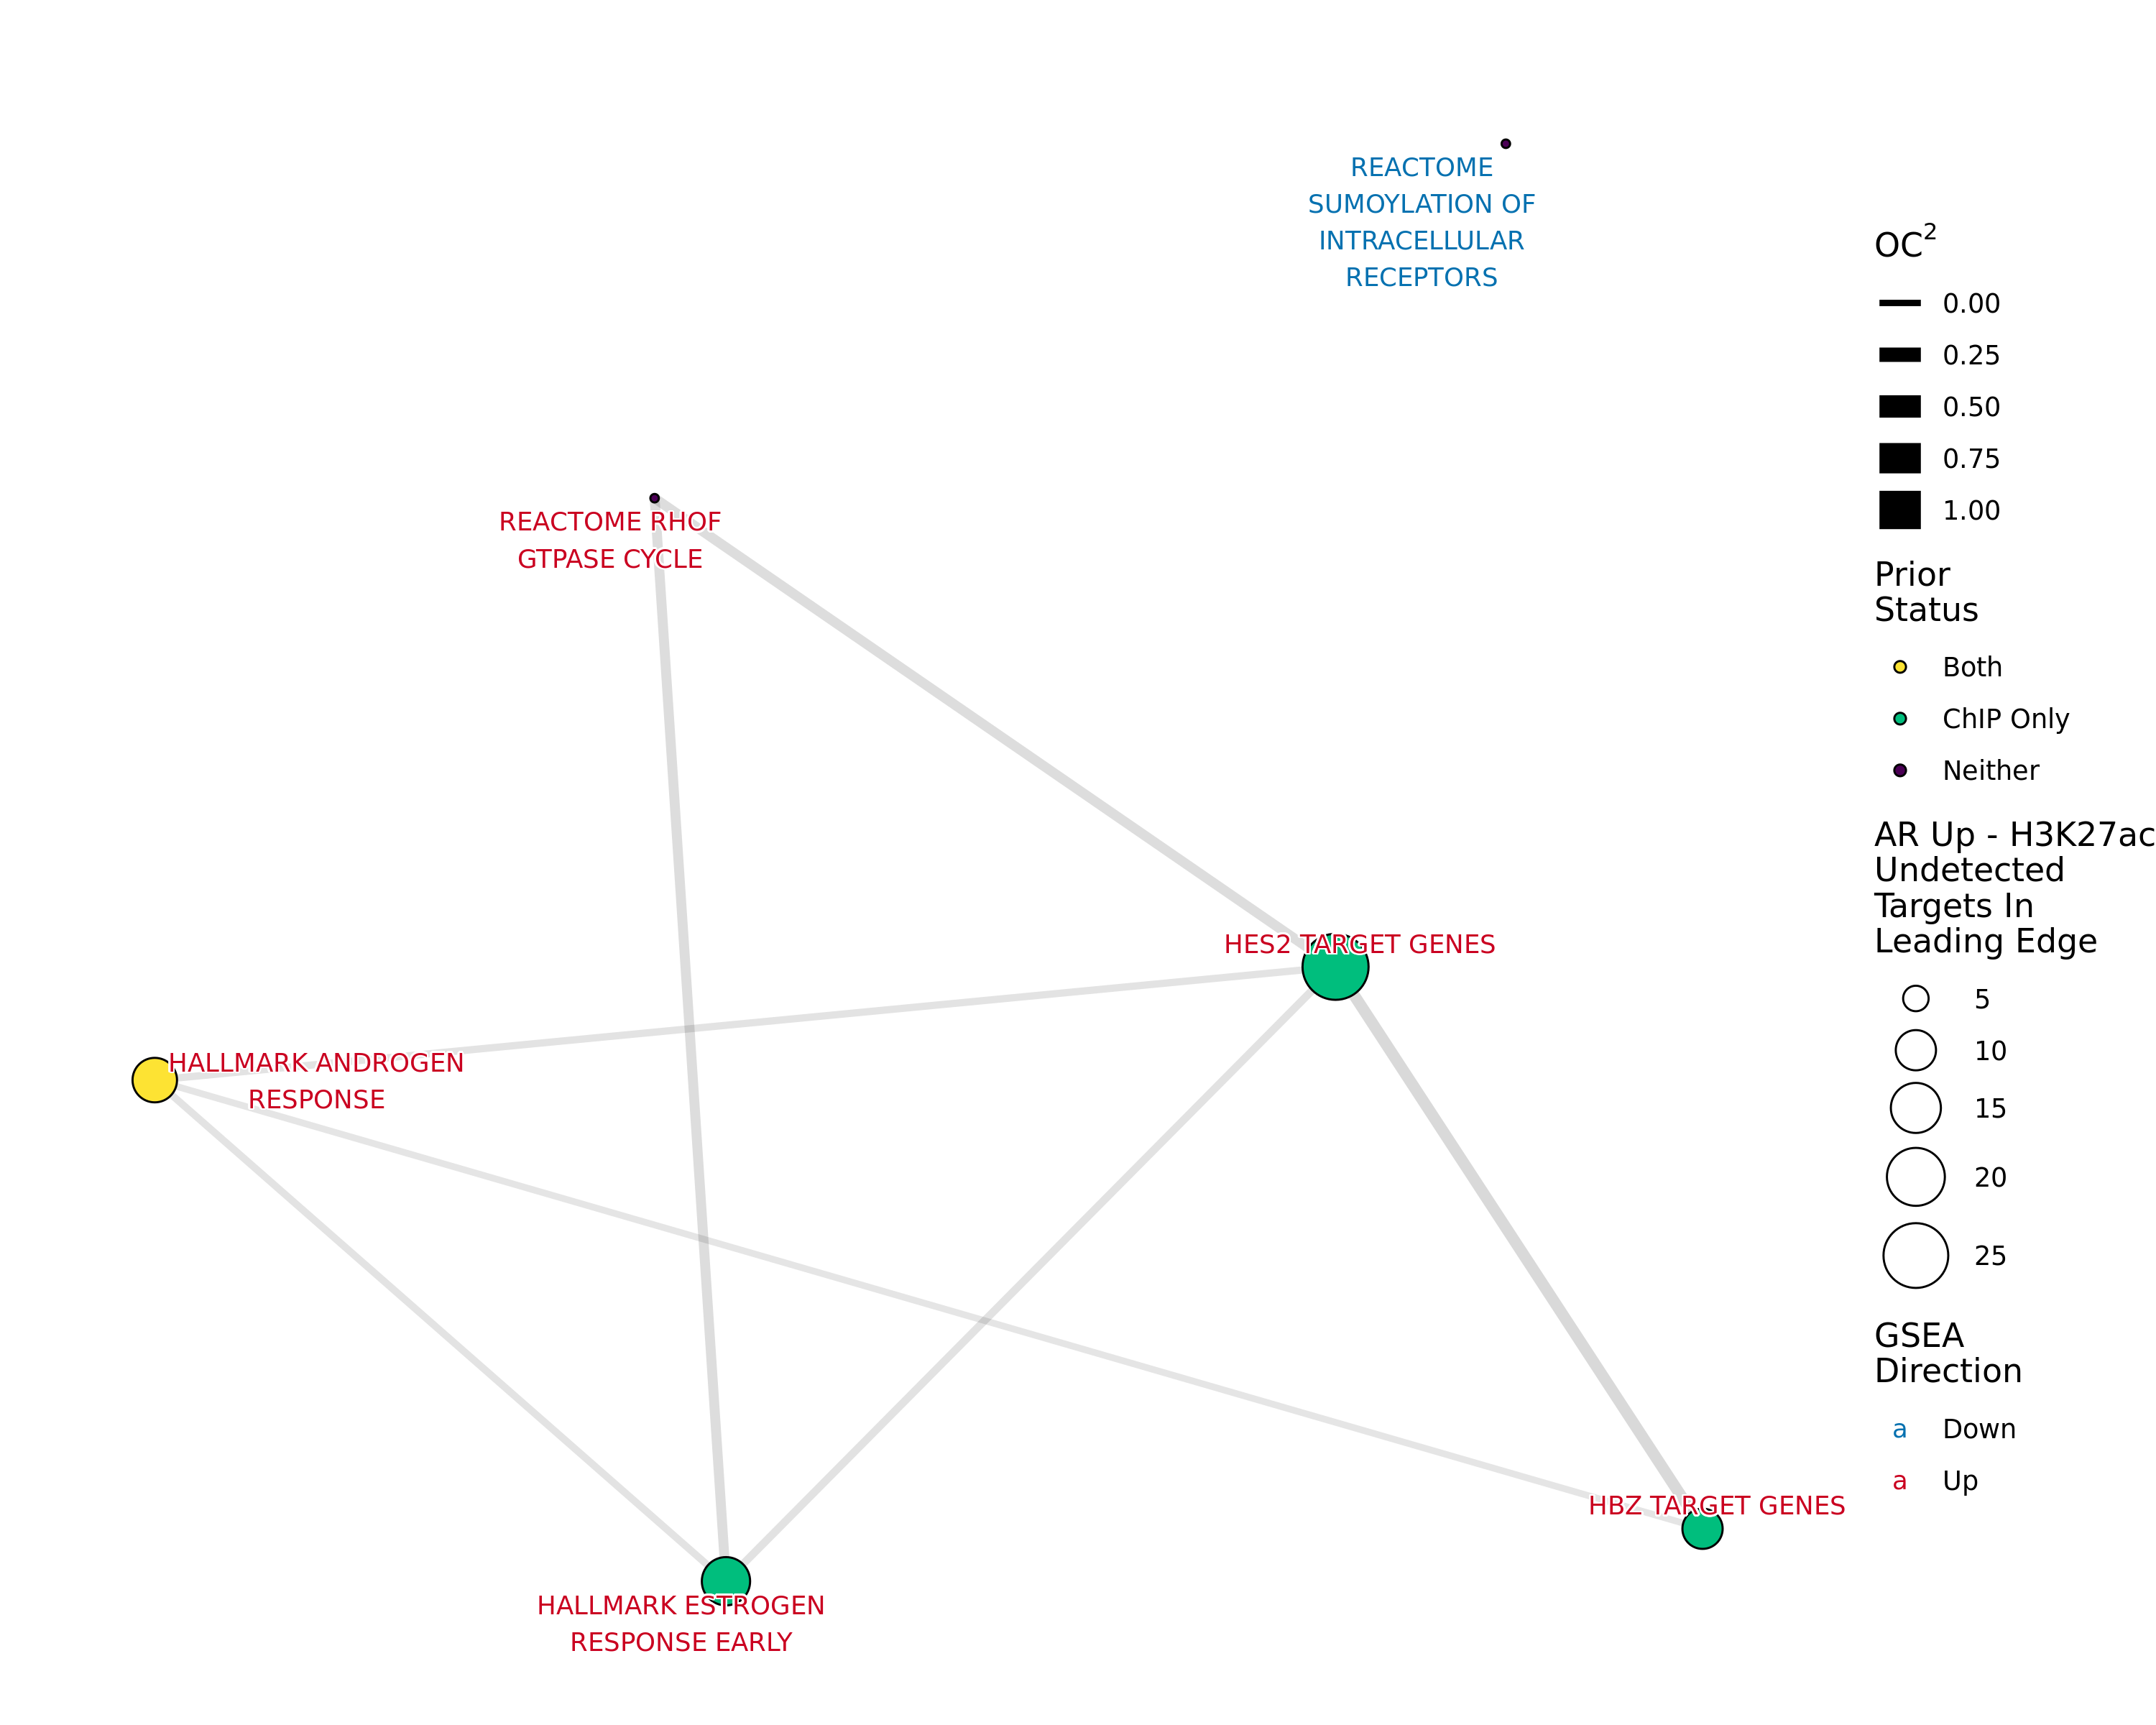 REACTOME
SUMOYLATION OF
INTRACELLULAR
RECEPTORS
REACTOME RHOF
GTPASE CYCLE
HES2 TARGET GENES
HALLMARK ANDROGEN
RESPONSE
HBZ TARGET GENES
HALLMARK ESTROGEN
RESPONSE EARLY
OC²
0.00
0.25
0.50
0.75
1.00
Prior
Status
Both
ChIP Only
Neither
AR Up - H3K27ac
Undetected
Targets In
Leading Edge
5
10
15
20
25
GSEA
Direction
a Down
a Up